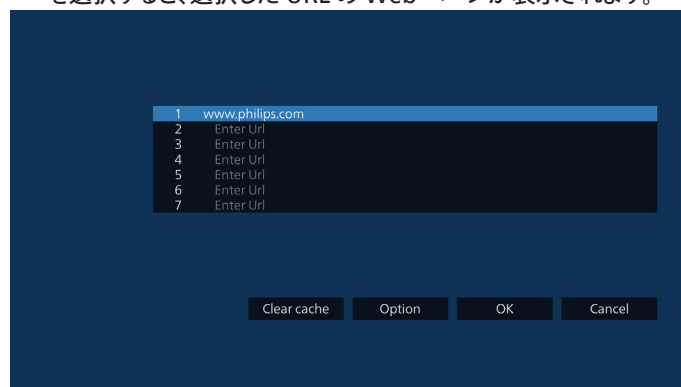 を選択すると、選択した URL の Web ページが表示されます。
1 www.philips.com
2 Enter Url
3 Enter Url
4 Enter Url
5 Enter Url
6 Enter Url
7 Enter Url
Clear cache Option OK Cancel